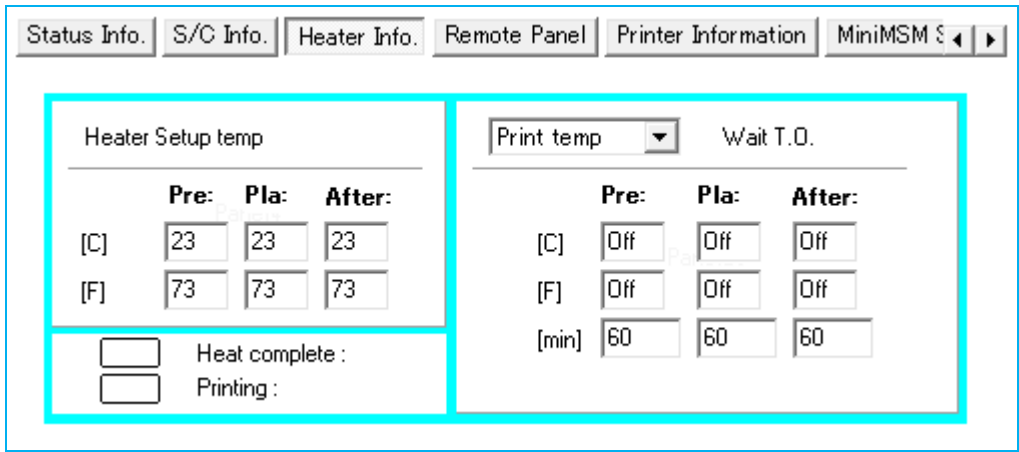 Status Info. S/C Info. Heater Info. Remote Panel Printer Information MiniMSM
Heater Setup temp
Pre: Pla: After:
[C] 23 23 23
[F] 73 73 73
Heat complete :
Printing :
Print temp Wait T.O.
Pre: Pla: After:
[C] Off Off Off
[F] Off Off Off
[min] 60 60 60